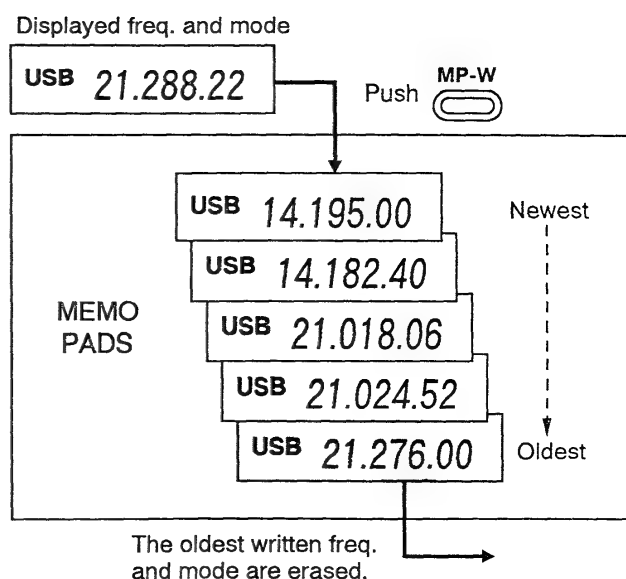 Displayed freq. and mode
USB 21.288.22
Push MP-W
USB 14.195.00
Newest
USB 14.182.40
MEMO
PADS
USB 21.018.06
USB 21.024.52
USB 21.276.00
Oldest
The oldest written freq.
and mode are erased.